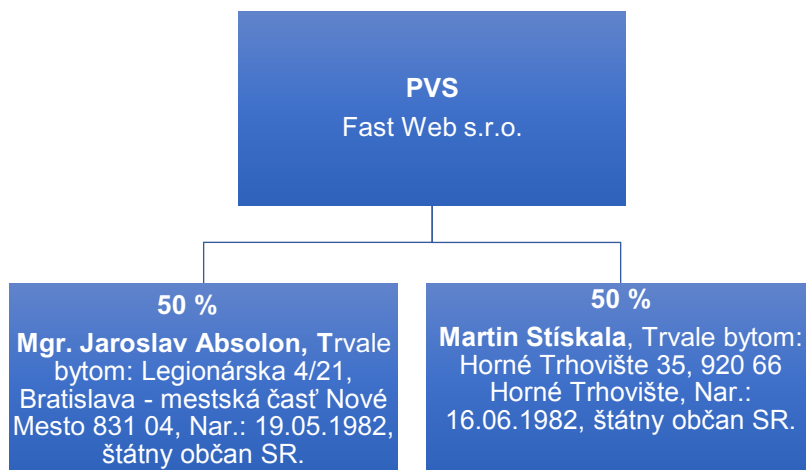 PVS
Fast Web s.r.o.
50 %
Mgr. Jaroslav Absolon, Trvale
bytom: Legionárska 4/21,
Bratislava - mestská časť Nové
Mesto 831 04, Nar.: 19.05.1982,
štátny občan SR.
50 %
Martin Stískala, Trvale bytom:
Horné Trhovište 35, 920 66
Horné Trhovište, Nar.:
16.06.1982, štátny občan SR.